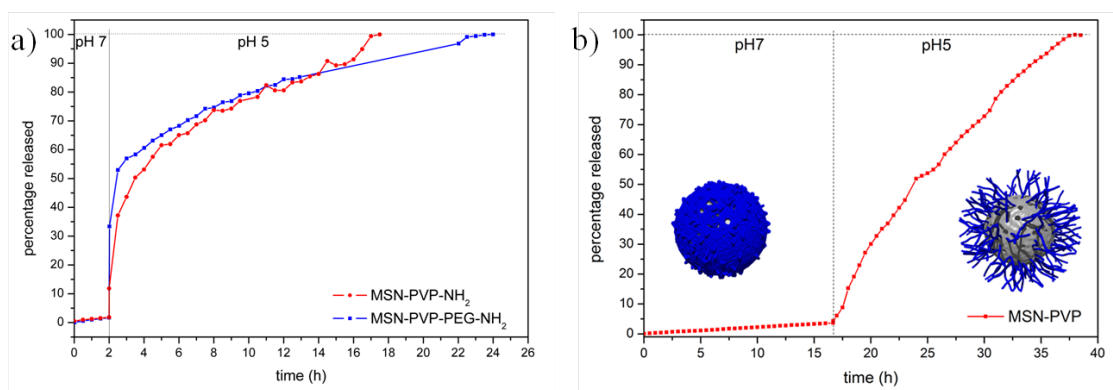 a)
percentage released
100
90
80
70
60
50
40
30
20
10
0
pH 7
pH 5
MSN-PVP-NH₂
MSN-PVP-PEG-NH₂
0 2 4 6 8 10 12 14 16 18 20 22 24 26
time (h)
b)
percentage released
100
90
80
70
60
50
40
30
20
10
0
pH7
pH5
MSN-PVP
0 5 10 15 20 25 30 35 40
time (h)